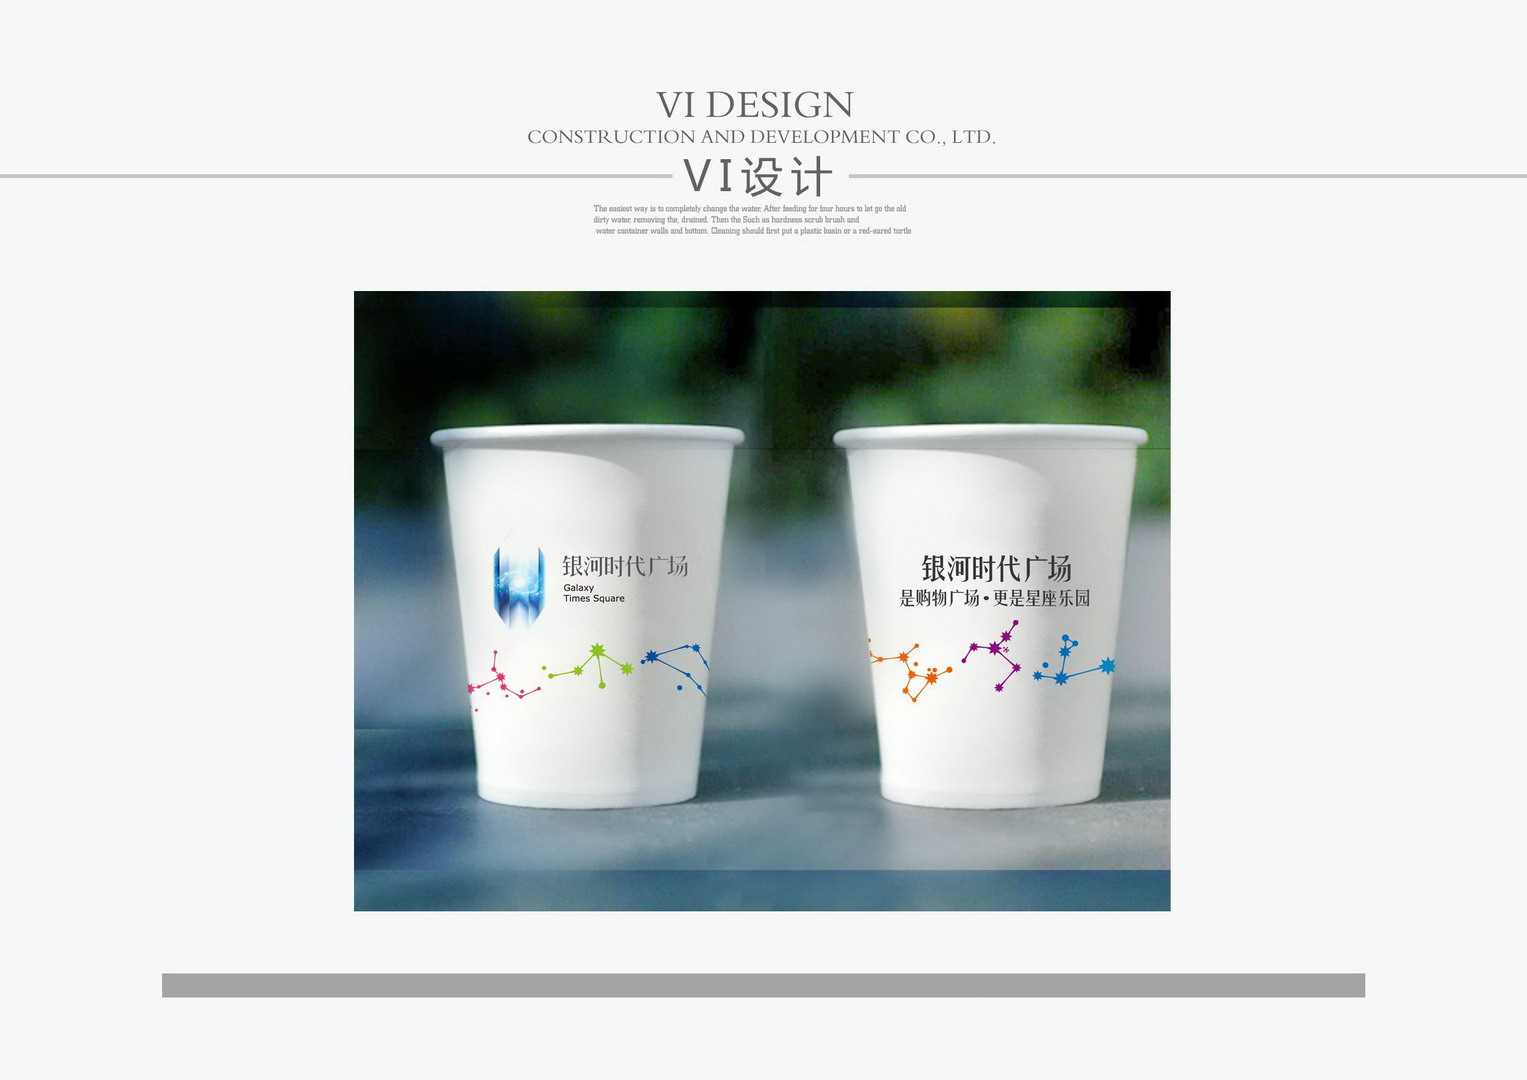 VI DESIGN
CONSTRUCTION AND DEVELOPMENT CO., LTD.
VI设计
The easiest way is to completely change the water. After feeding for four hours to let go the old
dirty water, removing the, drained. Then the Such as hardness scrub brush and
water container walls and bottom. Cleaning should first put a plastic basin or a red-eared turtle
银河时代广场
Galaxy
Times Square
银河时代广场
是购物广场•更是星座乐园